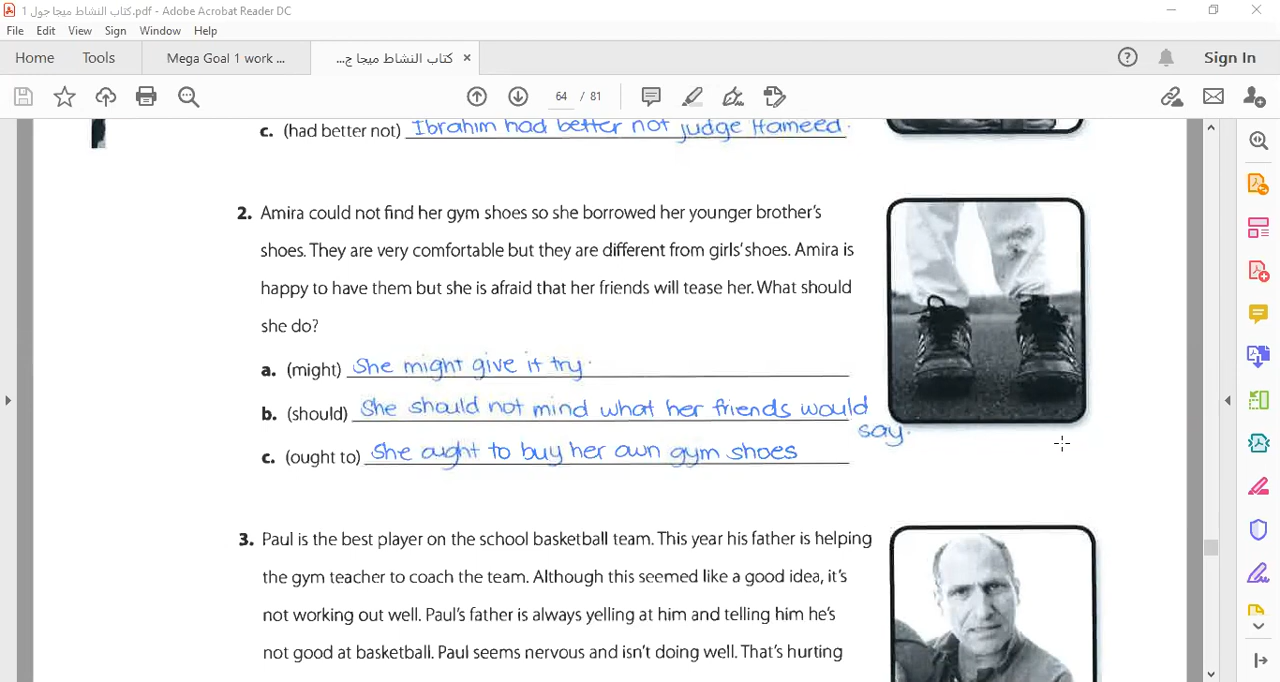 كتاب النشاط ميجا جول 1.pdf - Adobe Acrobat Reader DC
File Edit View Sign Window Help
Home Tools Mega Goal 1 work ... كتاب النشاط ميجا ج... × Sign In
64 / 81
c. (had better not) Ibrahim had better not judge Hameed.
2. Amira could not find her gym shoes so she borrowed her younger brother's
shoes. They are very comfortable but they are different from girls' shoes. Amira is
happy to have them but she is afraid that her friends will tease her. What should
she do?
a. (might) She might give it try.
b. (should) She should not mind what her friends would
say.
c. (ought to) She ought to buy her own gym shoes
3. Paul is the best player on the school basketball team. This year his father is helping
the gym teacher to coach the team. Although this seemed like a good idea, it's
not working out well. Paul's father is always yelling at him and telling him he's
not good at basketball. Paul seems nervous and isn't doing well. That's hurting